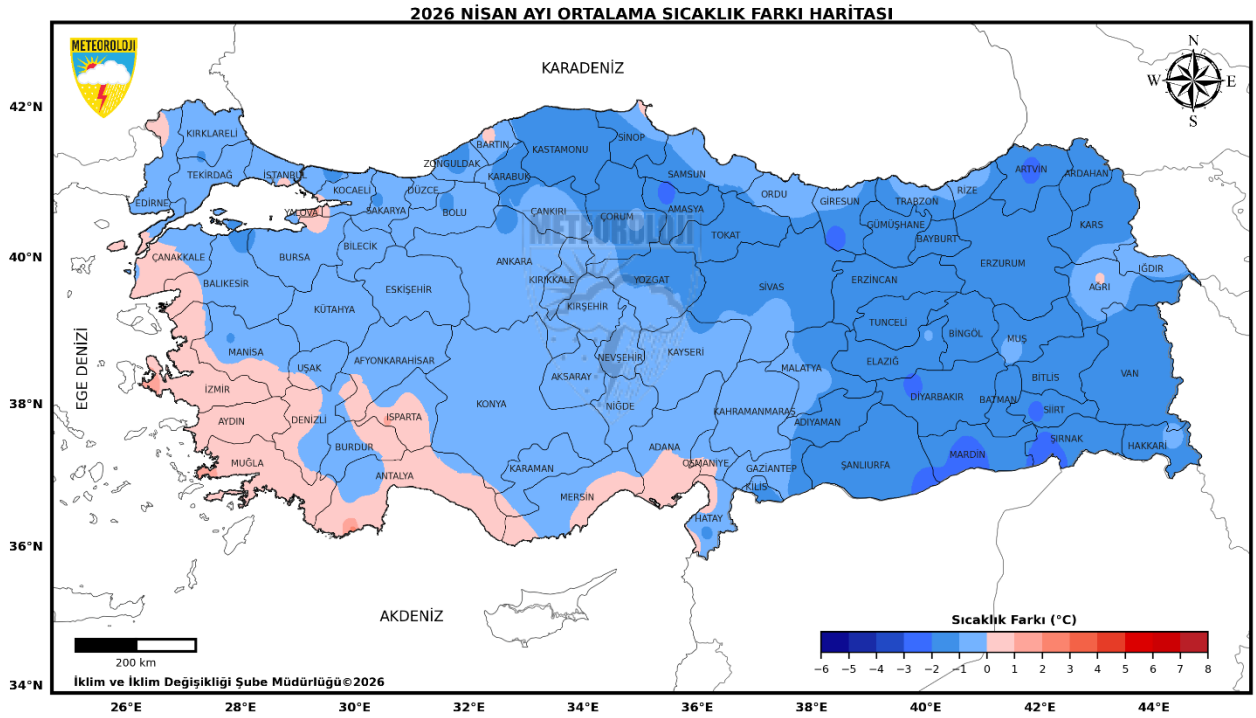 2026 NİSAN AYI ORTALAMA SICAKLIK FARKI HARİTASI
METEOROLOJİ
KARADENİZ
N
W E
S
42°N
40°N
38°N
36°N
34°N
EGE DENİZİ
KIRKLARELİ
TEKİRDAĞ
İSTANBUL
EDİRNE
YALOVA
KOCAELİ
SAKARYA
DÜZCE
ZONGULDAK
BARTIN
KARABÜK
KASTAMONU
SİNOP
SAMSUN
ORDU
GİRESUN
TRABZON
RİZE
ARTVİN
ARDAHAN
BOLU
ÇANKIRI
ÇORUM
AMASYA
TOKAT
GÜMÜŞHANE
BAYBURT
KARS
METEOROLOJİ
ÇANAKKALE
BALIKESİR
BURSA
BİLECİK
ESKİŞEHİR
KÜTAHYA
ANKARA
KIRIKKALE
KIRŞEHİR
YOZGAT
SİVAS
ERZİNCAN
ERZURUM
AĞRI
IĞDIR
MANİSA
UŞAK
AFYONKARAHİSAR
AKSARAY
NEVŞEHİR
KAYSERİ
MALATYA
TUNCELİ
ELAZIĞ
BİNGÖL
MUŞ
BİTLİS
VAN
İZMİR
AYDIN
DENİZLİ
ISPARTA
KONYA
NİĞDE
KAHRAMANMARAŞ
ADIYAMAN
DİYARBAKIR
BATMAN
SİİRT
MUĞLA
BURDUR
ANTALYA
KARAMAN
MERSİN
ADANA
OSMANİYE
GAZİANTEP
KİLİS
HATAY
ŞANLIURFA
MARDİN
ŞIRNAK
HAKKARİ
AKDENİZ
Sıcaklık Farkı (°C)
−6 −5 −4 −3 −2 −1 0 1 2 3 4 5 6 7 8
200 km
İklim ve İklim Değişikliği Şube Müdürlüğü©2026
26°E 28°E 30°E 32°E 34°E 36°E 38°E 40°E 42°E 44°E